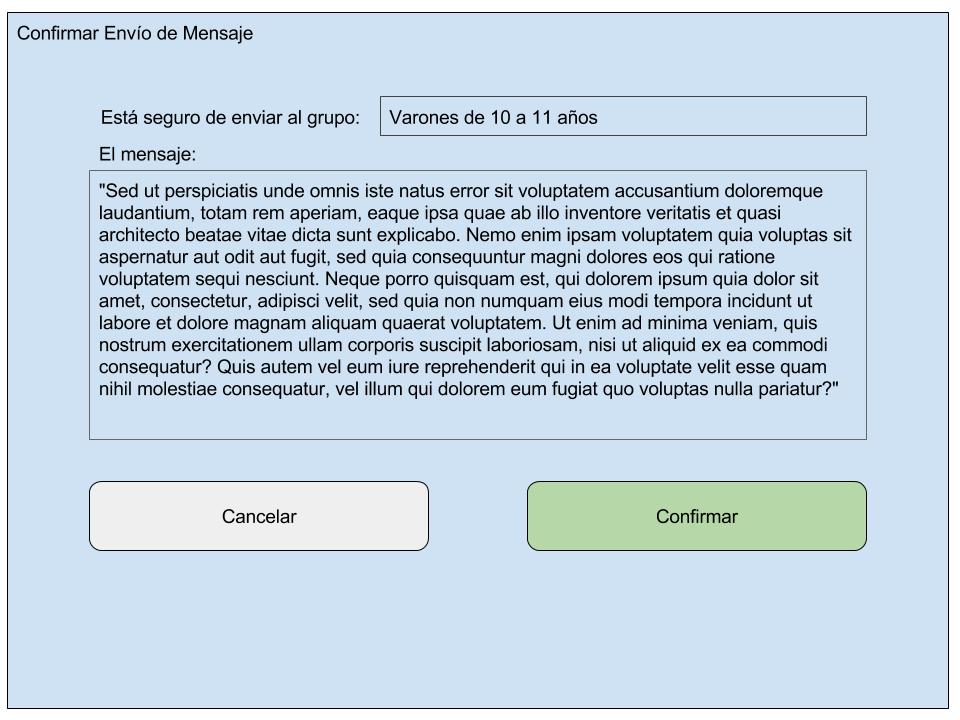 Confirmar Envío de Mensaje
Está seguro de enviar al grupo: Varones de 10 a 11 años
El mensaje:
"Sed ut perspiciatis unde omnis iste natus error sit voluptatem accusantium doloremque
laudantium, totam rem aperiam, eaque ipsa quae ab illo inventore veritatis et quasi
architecto beatae vitae dicta sunt explicabo. Nemo enim ipsam voluptatem quia voluptas sit
aspernatur aut odit aut fugit, sed quia consequuntur magni dolores eos qui ratione
voluptatem sequi nesciunt. Neque porro quisquam est, qui dolorem ipsum quia dolor sit
amet, consectetur, adipisci velit, sed quia non numquam eius modi tempora incidunt ut
labore et dolore magnam aliquam quaerat voluptatem. Ut enim ad minima veniam, quis
nostrum exercitationem ullam corporis suscipit laboriosam, nisi ut aliquid ex ea commodi
consequatur? Quis autem vel eum iure reprehenderit qui in ea voluptate velit esse quam
nihil molestiae consequatur, vel illum qui dolorem eum fugiat quo voluptas nulla pariatur?"
Cancelar
Confirmar